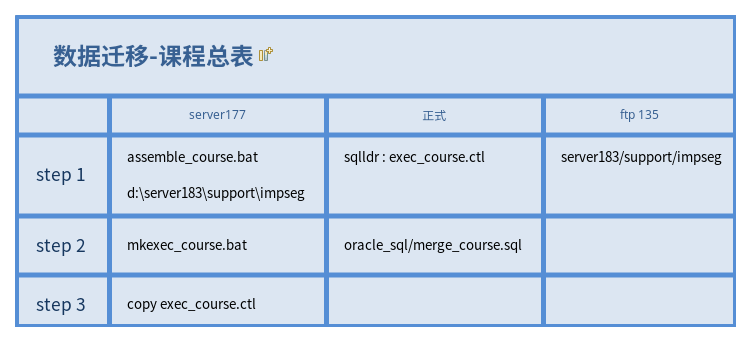 数据迁移-课程总表
server177 正式 ftp 135
step 1 assemble_course.bat sqlldr : exec_course.ctl server183/support/impseg
d:\server183\support\impseg
step 2 mkexec_course.bat oracle_sql/merge_course.sql
step 3 copy exec_course.ctl